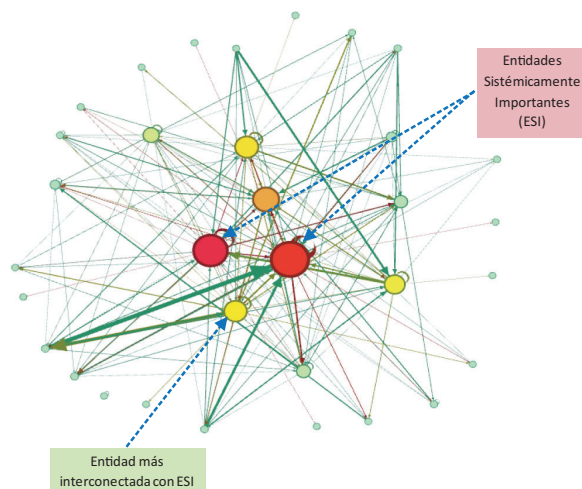 Entidades
Sistémicamente
Importantes
(ESI)
Entidad más
interconectada con ESI